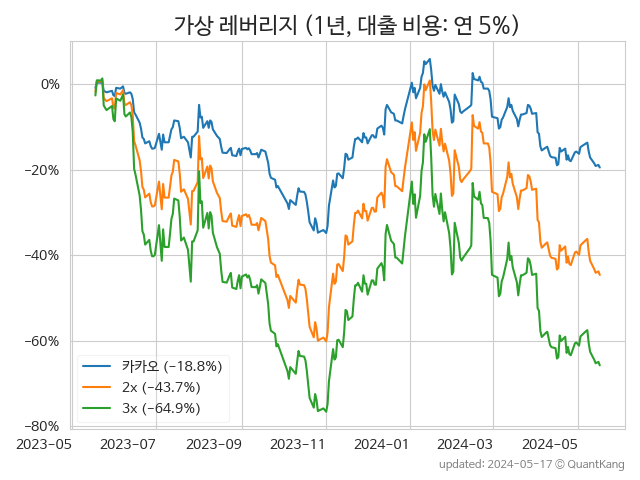 가상 레버리지 (1년, 대출 비용: 연 5%)
0%
−20%
−40%
−60%
−80%
카카오 (−18.8%)
2x (−43.7%)
3x (−64.9%)
2023-05 2023-07 2023-09 2023-11 2024-01 2024-03 2024-05
updated: 2024-05-17 © QuantKang